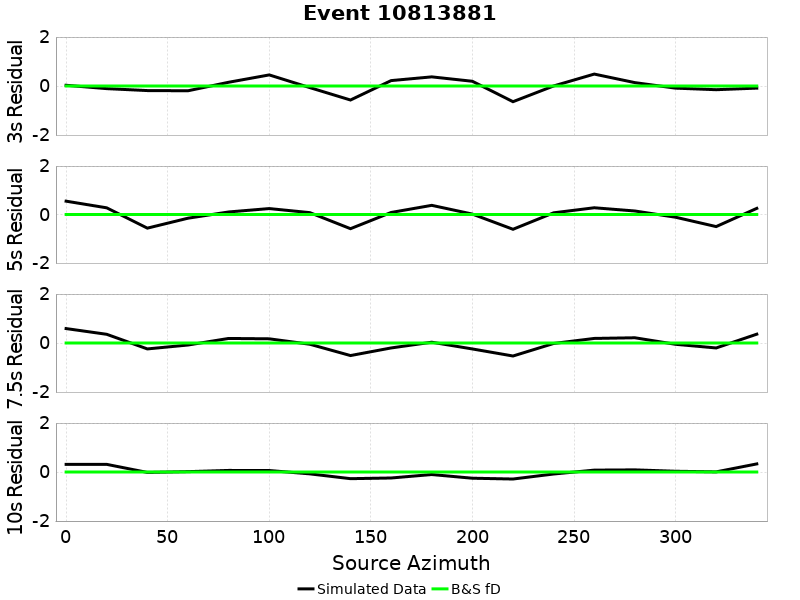 Event 10813881
3s Residual
2
0
-2
5s Residual
2
0
-2
7.5s Residual
2
0
-2
10s Residual
2
0
-2
0 50 100 150 200 250 300
Source Azimuth
Simulated Data B&S fD